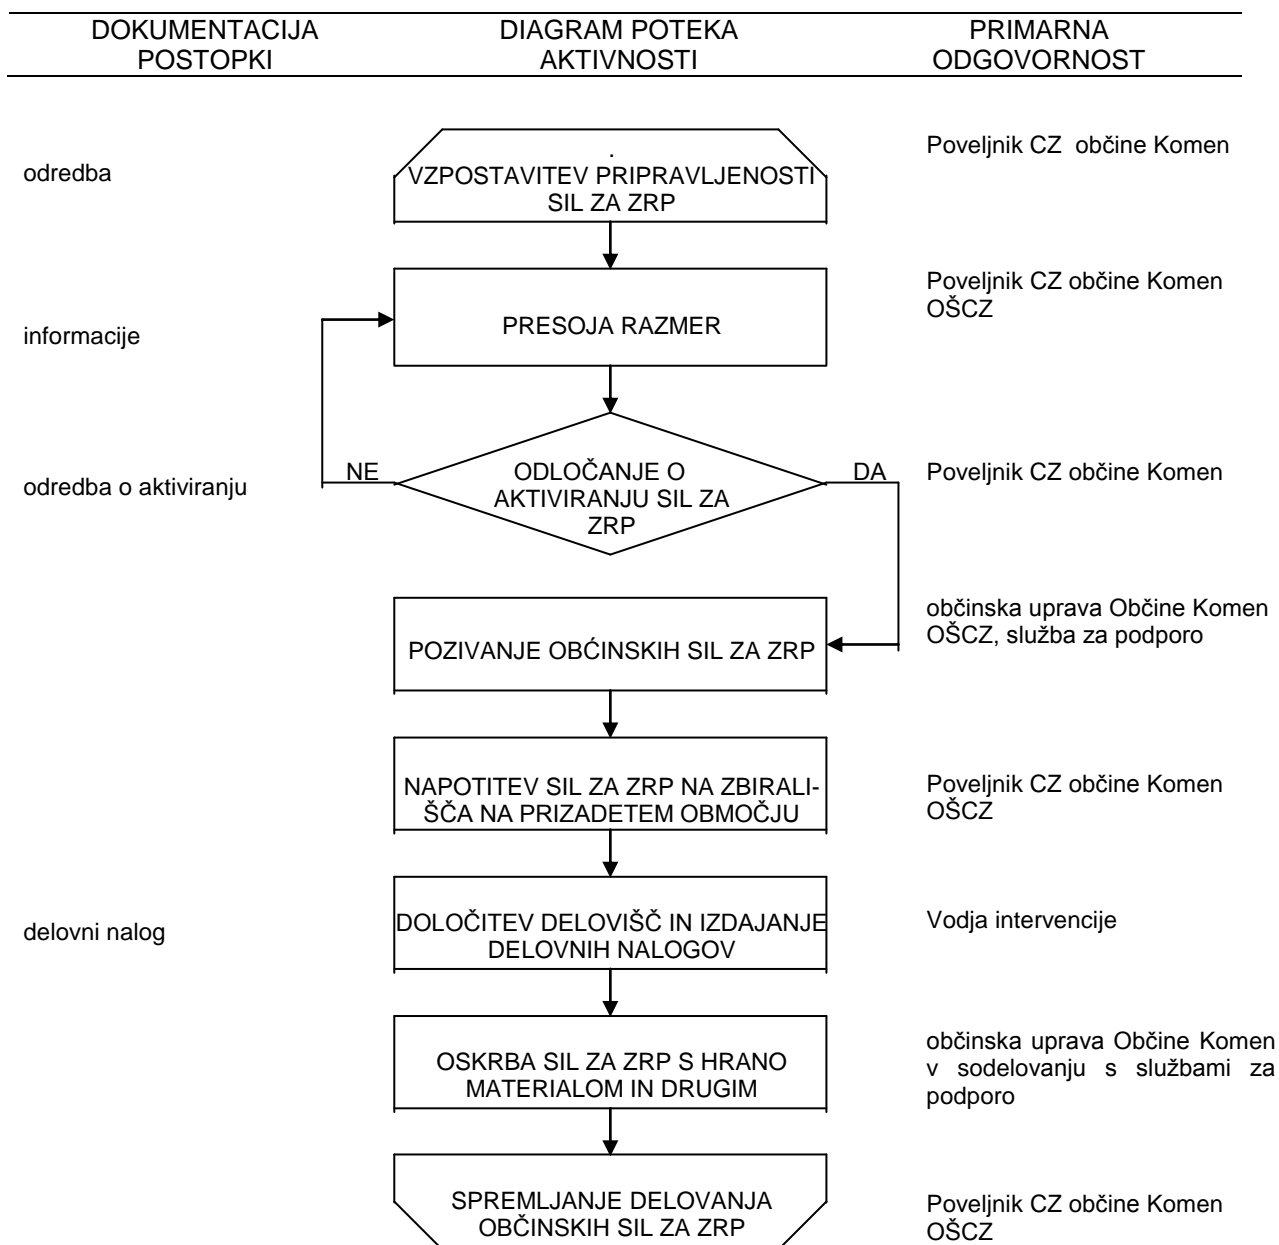 DOKUMENTACIJA
POSTOPKI
DIAGRAM POTEKA
AKTIVNOSTI
PRIMARNA
ODGOVORNOST
odredba
.
VZPOSTAVITEV PRIPRAVLJENOSTI
SIL ZA ZRP
Poveljnik CZ  občine Komen
informacije
PRESOJA RAZMER
Poveljnik CZ občine Komen
OŠCZ
odredba o aktiviranju
NE
ODLOČANJE O
AKTIVIRANJU SIL ZA
ZRP
DA
Poveljnik CZ občine Komen
POZIVANJE OBĆINSKIH SIL ZA ZRP
občinska uprava Občine Komen
OŠCZ, služba za podporo
NAPOTITEV SIL ZA ZRP NA ZBIRALI-
ŠČA NA PRIZADETEM OBMOČJU
Poveljnik CZ občine Komen
OŠCZ
delovni nalog
DOLOČITEV DELOVIŠČ IN IZDAJANJE
DELOVNIH NALOGOV
Vodja intervencije
OSKRBA SIL ZA ZRP S HRANO
MATERIALOM IN DRUGIM
občinska uprava Občine Komen
v sodelovanju s službami za
podporo
SPREMLJANJE DELOVANJA
OBČINSKIH SIL ZA ZRP
Poveljnik CZ občine Komen
OŠCZ